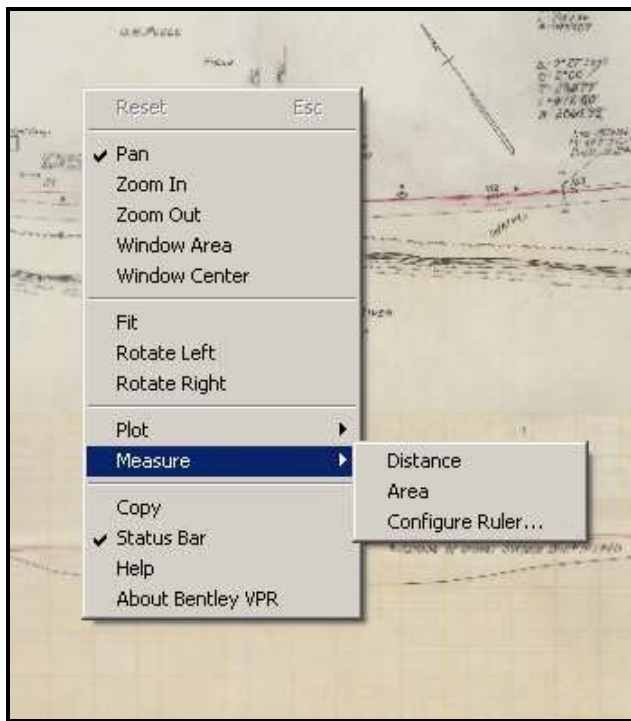 Reset Esc
Pan
Zoom In
Zoom Out
Window Area
Window Center
Fit
Rotate Left
Rotate Right
Plot
Measure
Distance
Area
Configure Ruler...
Copy
Status Bar
Help
About Bentley VPR